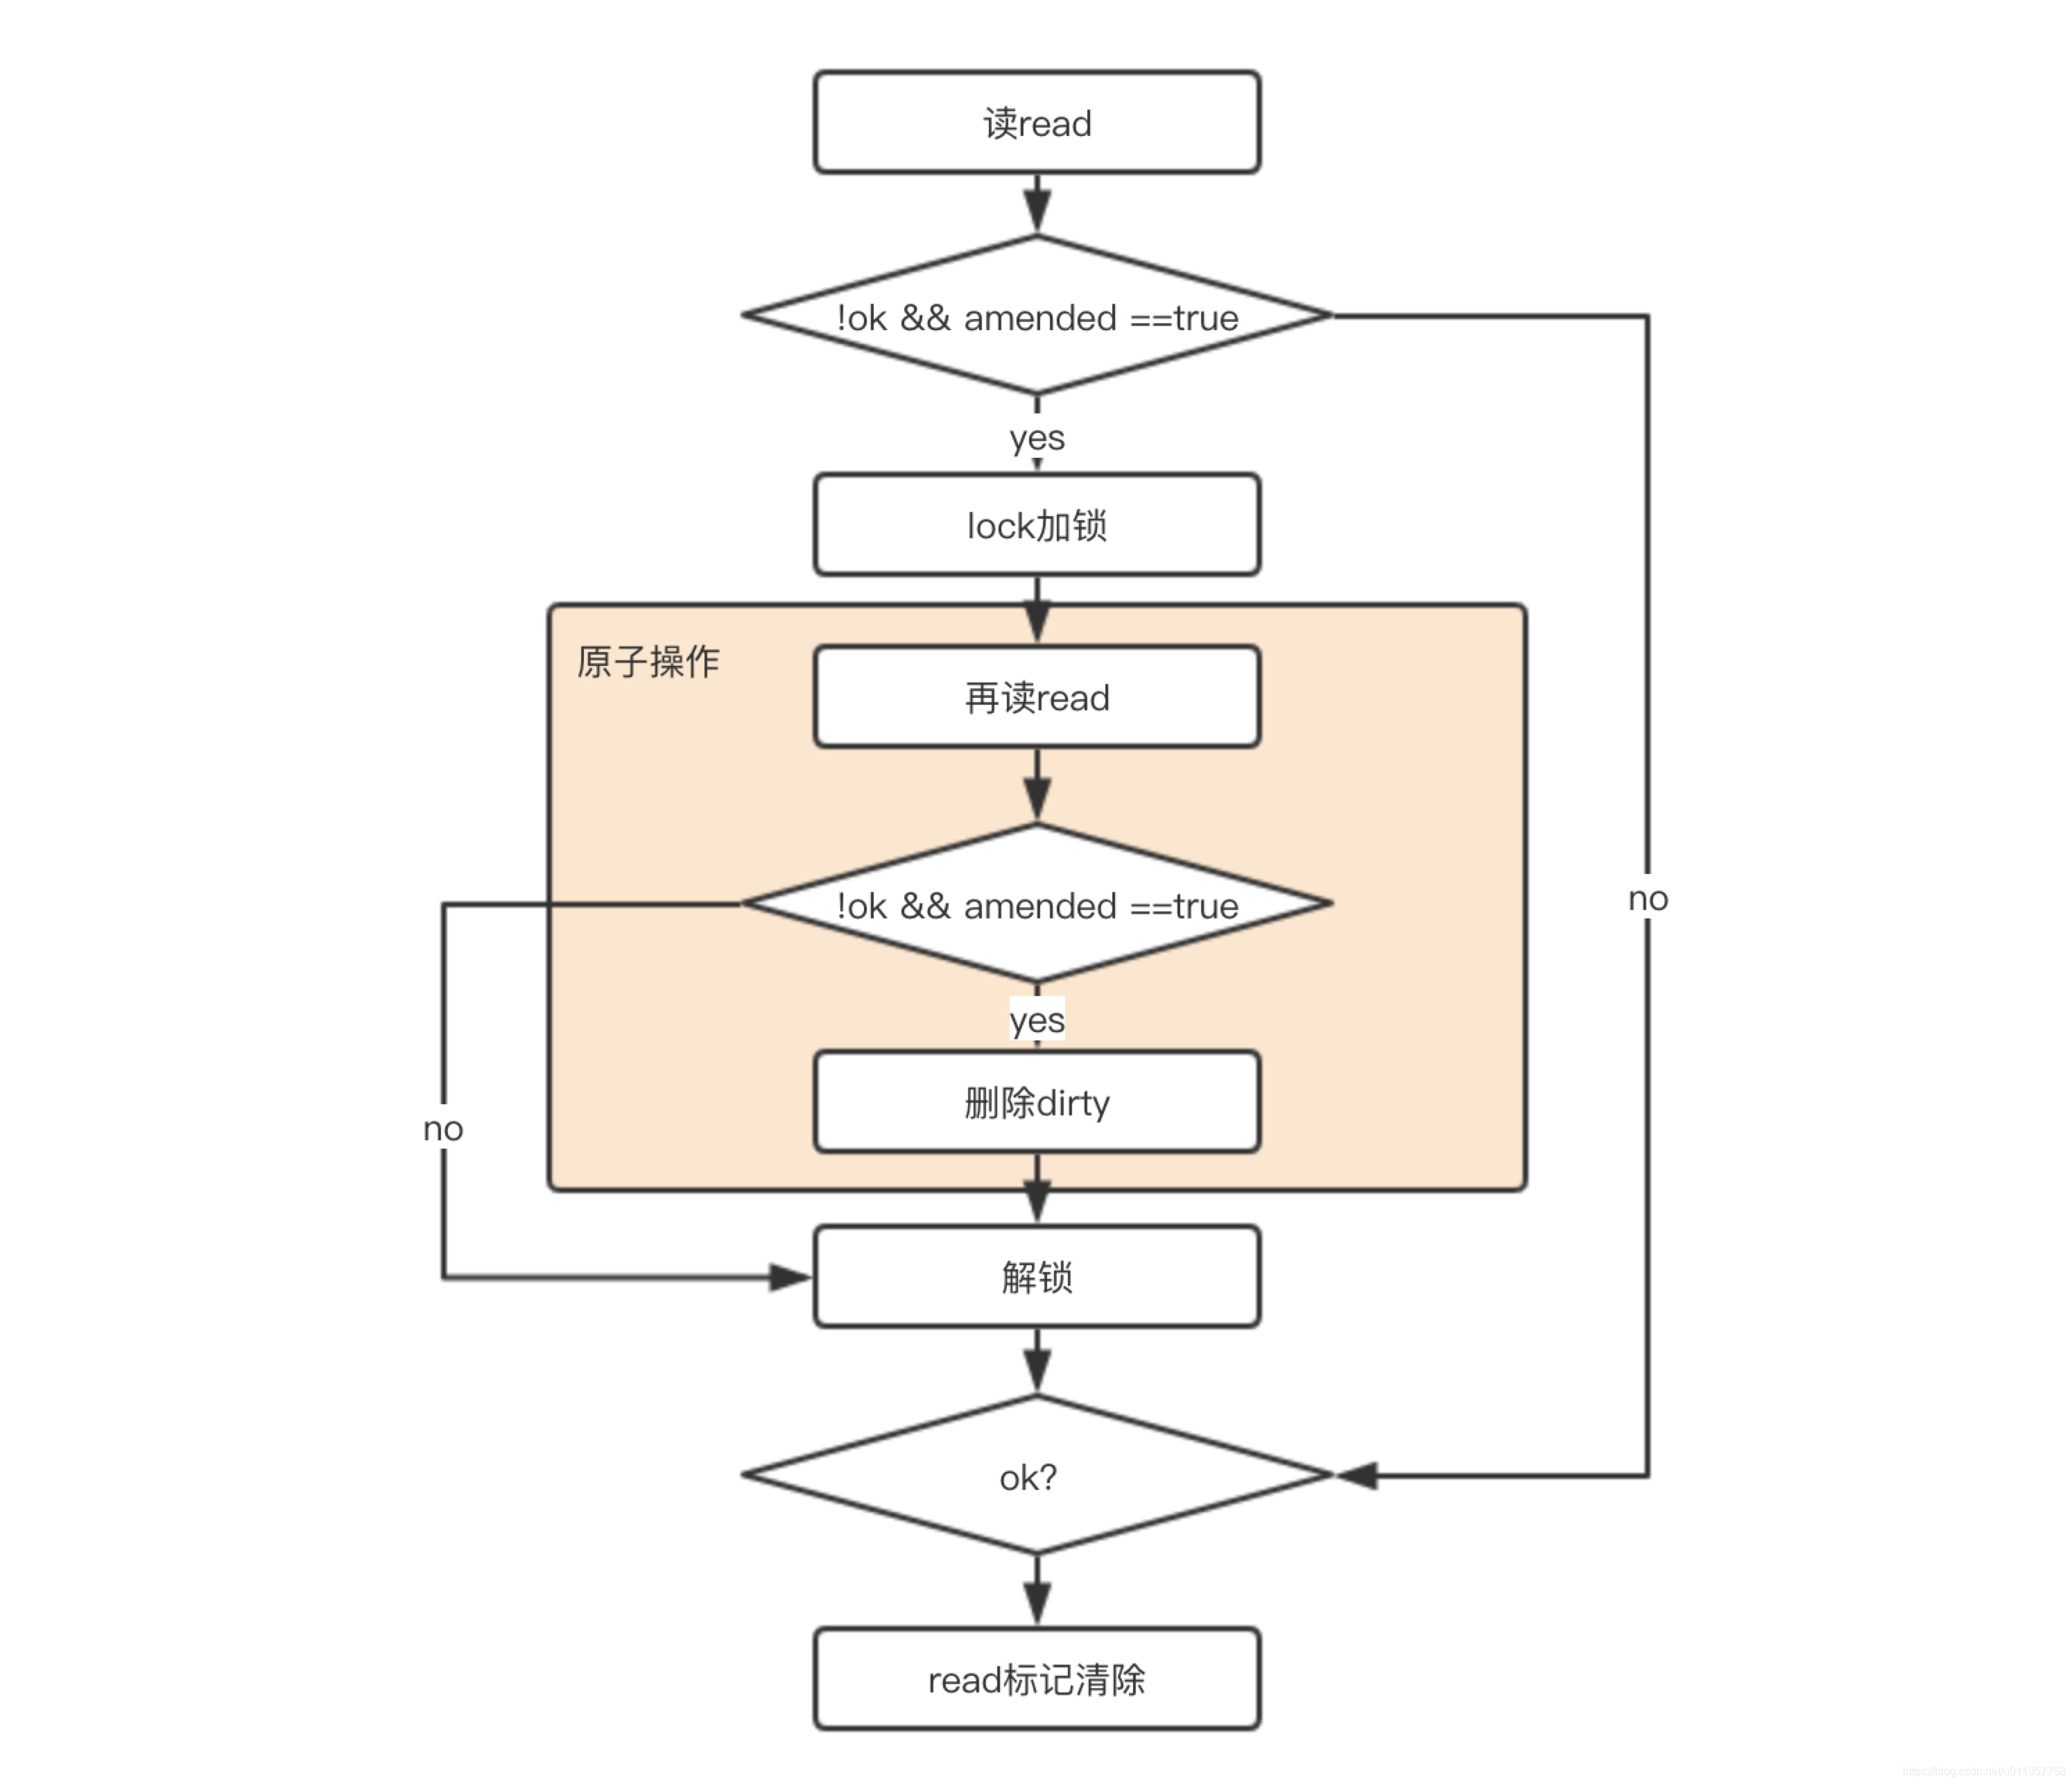 读read
!ok && amended ==true
yes
lock加锁
原子操作
再读read
!ok && amended ==true
no
yes
删除dirty
no
解锁
ok?
read标记清除
https://blog.csdn.net/u011957758